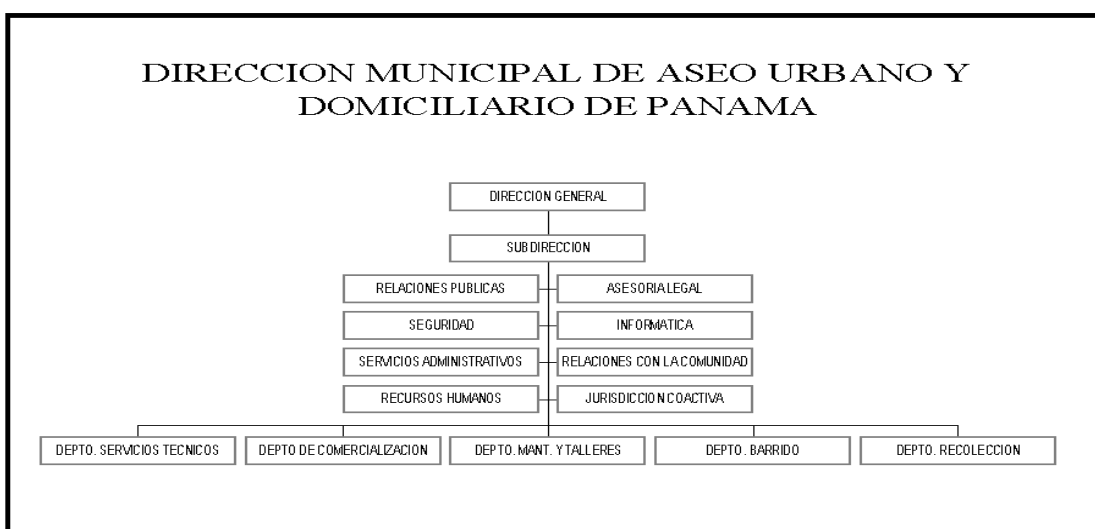 DIRECCION MUNICIPAL DE ASEO URBANO Y
DOMICILIARIO DE PANAMA
DIRECCION GENERAL
SUBDIRECCION
RELACIONES PUBLICAS
ASESORIA LEGAL
SEGURIDAD
INFORMATICA
SERVICIOS ADMINISTRATIVOS
RELACIONES CON LA COMUNIDAD
RECURSOS HUMANOS
JURISDICCION COACTIVA
DEPTO. SERVICIOS TECNICOS
DEPTO DE COMERCIALIZACION
DEPTO. MANT. Y TALLERES
DEPTO. BARRIDO
DEPTO. RECOLECCION